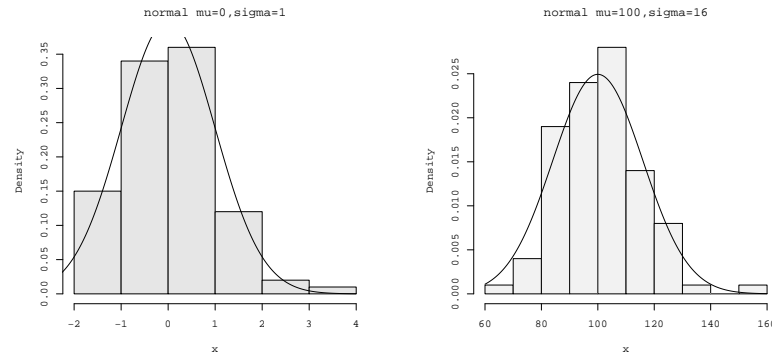 normal mu=0,sigma=1
Density
0.00
0.05
0.10
0.15
0.20
0.25
0.30
0.35
-2 -1 0 1 2 3 4
x
normal mu=100,sigma=16
Density
0.000
0.005
0.010
0.015
0.020
0.025
60 80 100 120 140 160
x